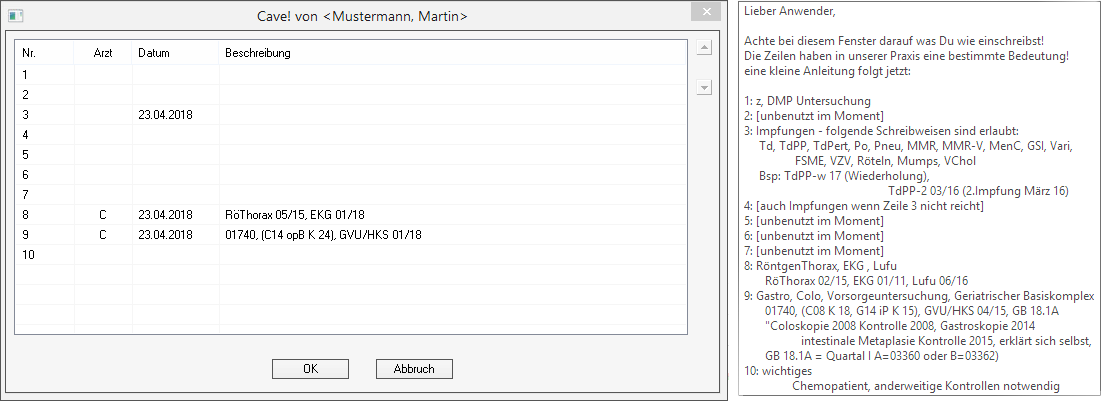 Cave! von <Mustermann, Martin>
Nr. Arzt Datum Beschreibung
1
2
3 23.04.2018
4
5
6
7
8 C 23.04.2018 RöThorax 05/15, EKG 01/18
9 C 23.04.2018 01740, (C14 opB K 24), GVU/HKS 01/18
10
OK Abbruch
Lieber Anwender,
Achte bei diesem Fenster darauf was Du wie einschreibst!
Die Zeilen haben in unserer Praxis eine bestimmte Bedeutung!
eine kleine Anleitung folgt jetzt:
1: z, DMP Untersuchung
2: [unbenutzt im Moment]
3: Impfungen - folgende Schreibweisen sind erlaubt:
Td, TdPP, TdPert, Po, Pneu, MMR, MMR-V, MenC, GSI, Vari,
FSME, VZV, Röteln, Mumps, VChol
Bsp: TdPP-w 17 (Wiederholung),
TdPP-2 03/16 (2.Impfung März 16)
4: [auch Impfungen wenn Zeile 3 nicht reicht]
5: [unbenutzt im Moment]
6: [unbenutzt im Moment]
7: [unbenutzt im Moment]
8: RöntgenThorax, EKG , Lufu
RöThorax 02/15, EKG 01/11, Lufu 06/16
9: Gastro, Colo, Vorsorgeuntersuchung, Geriatrischer Basiskomplex
01740, (C08 K 18, G14 iP K 15), GVU/HKS 04/15, GB 18.1A
"Coloskopie 2008 Kontrolle 2008, Gastroskopie 2014
intestinale Metaplasie Kontrolle 2015, erklärt sich selbst,
GB 18.1A = Quartal I A=03360 oder B=03362)
10: wichtiges
Chemopatient, anderweitige Kontrollen notwendig